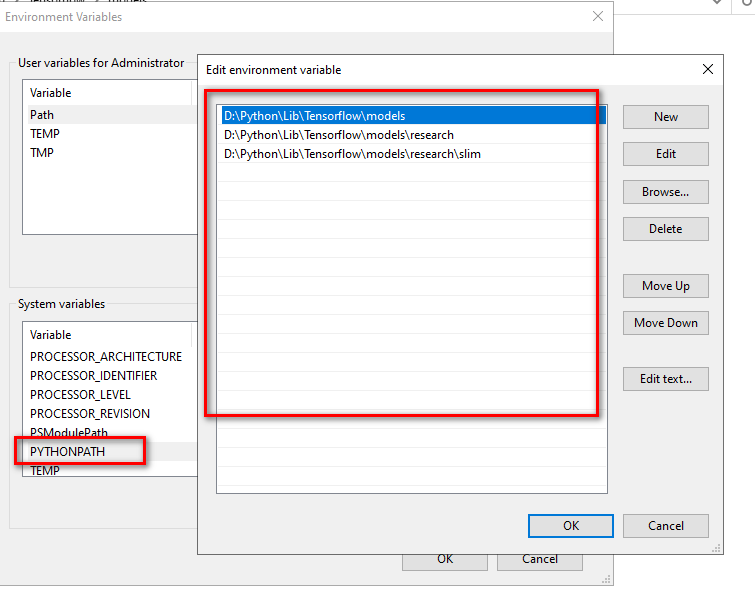 Environment Variables
User variables for Administrator
Variable
Path
TEMP
TMP
System variables
Variable
PROCESSOR_ARCHITECTURE
PROCESSOR_IDENTIFIER
PROCESSOR_LEVEL
PROCESSOR_REVISION
PSModulePath
PYTHONPATH
TEMP
OK
Cancel
Edit environment variable
D:\Python\Lib\Tensorflow\models
D:\Python\Lib\Tensorflow\models\research
D:\Python\Lib\Tensorflow\models\research\slim
New
Edit
Browse...
Delete
Move Up
Move Down
Edit text...
OK
Cancel